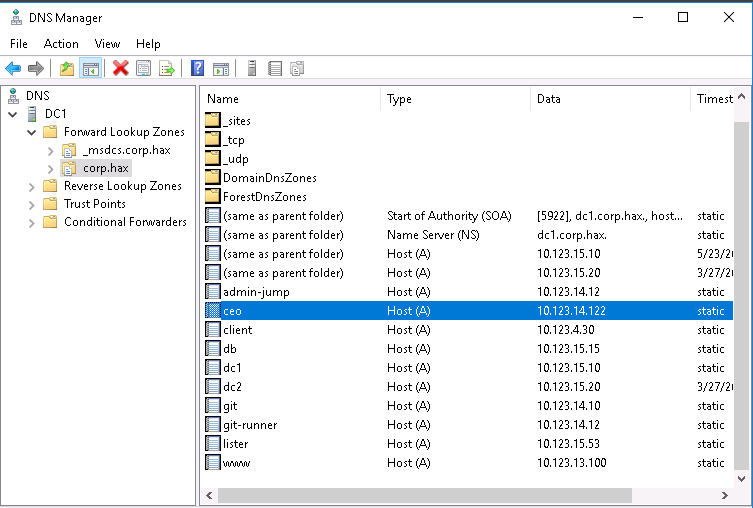 DNS Manager
File Action View Help
DNS
DC1
Forward Lookup Zones
_msdcs.corp.hax
corp.hax
Reverse Lookup Zones
Trust Points
Conditional Forwarders
Name Type Data Timest
_sites
_tcp
_udp
DomainDnsZones
ForestDnsZones
(same as parent folder) Start of Authority (SOA) [5922], dc1.corp.hax., host... static
(same as parent folder) Name Server (NS) dc1.corp.hax. static
(same as parent folder) Host (A) 10.123.15.10 5/23/20
(same as parent folder) Host (A) 10.123.15.20 3/27/20
admin-jump Host (A) 10.123.14.12 static
ceo Host (A) 10.123.14.122 static
client Host (A) 10.123.4.30 static
db Host (A) 10.123.15.15 static
dc1 Host (A) 10.123.15.10 static
dc2 Host (A) 10.123.15.20 3/27/20
git Host (A) 10.123.14.10 static
git-runner Host (A) 10.123.14.12 static
lister Host (A) 10.123.15.53 static
www Host (A) 10.123.13.100 static